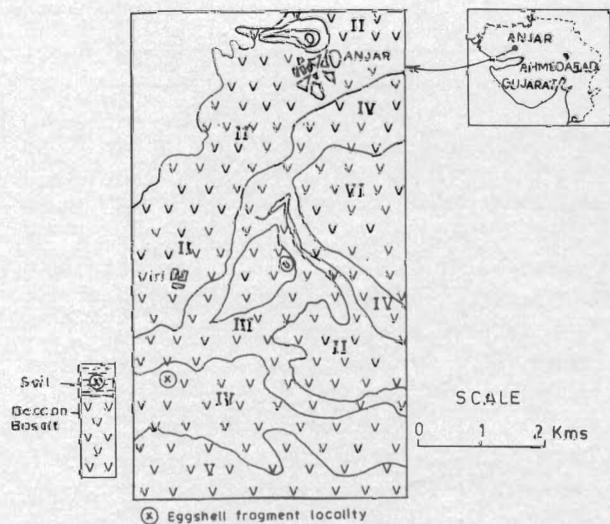 II
ANJAR
ANJAR
AHMEDABAD
GUJARAT
IV
II
VI
II
Viri
IV
III
II
Soil
IV
SCALE
Deccan
Basalt
0 1 2 Kms
V
Eggshell fragment locality